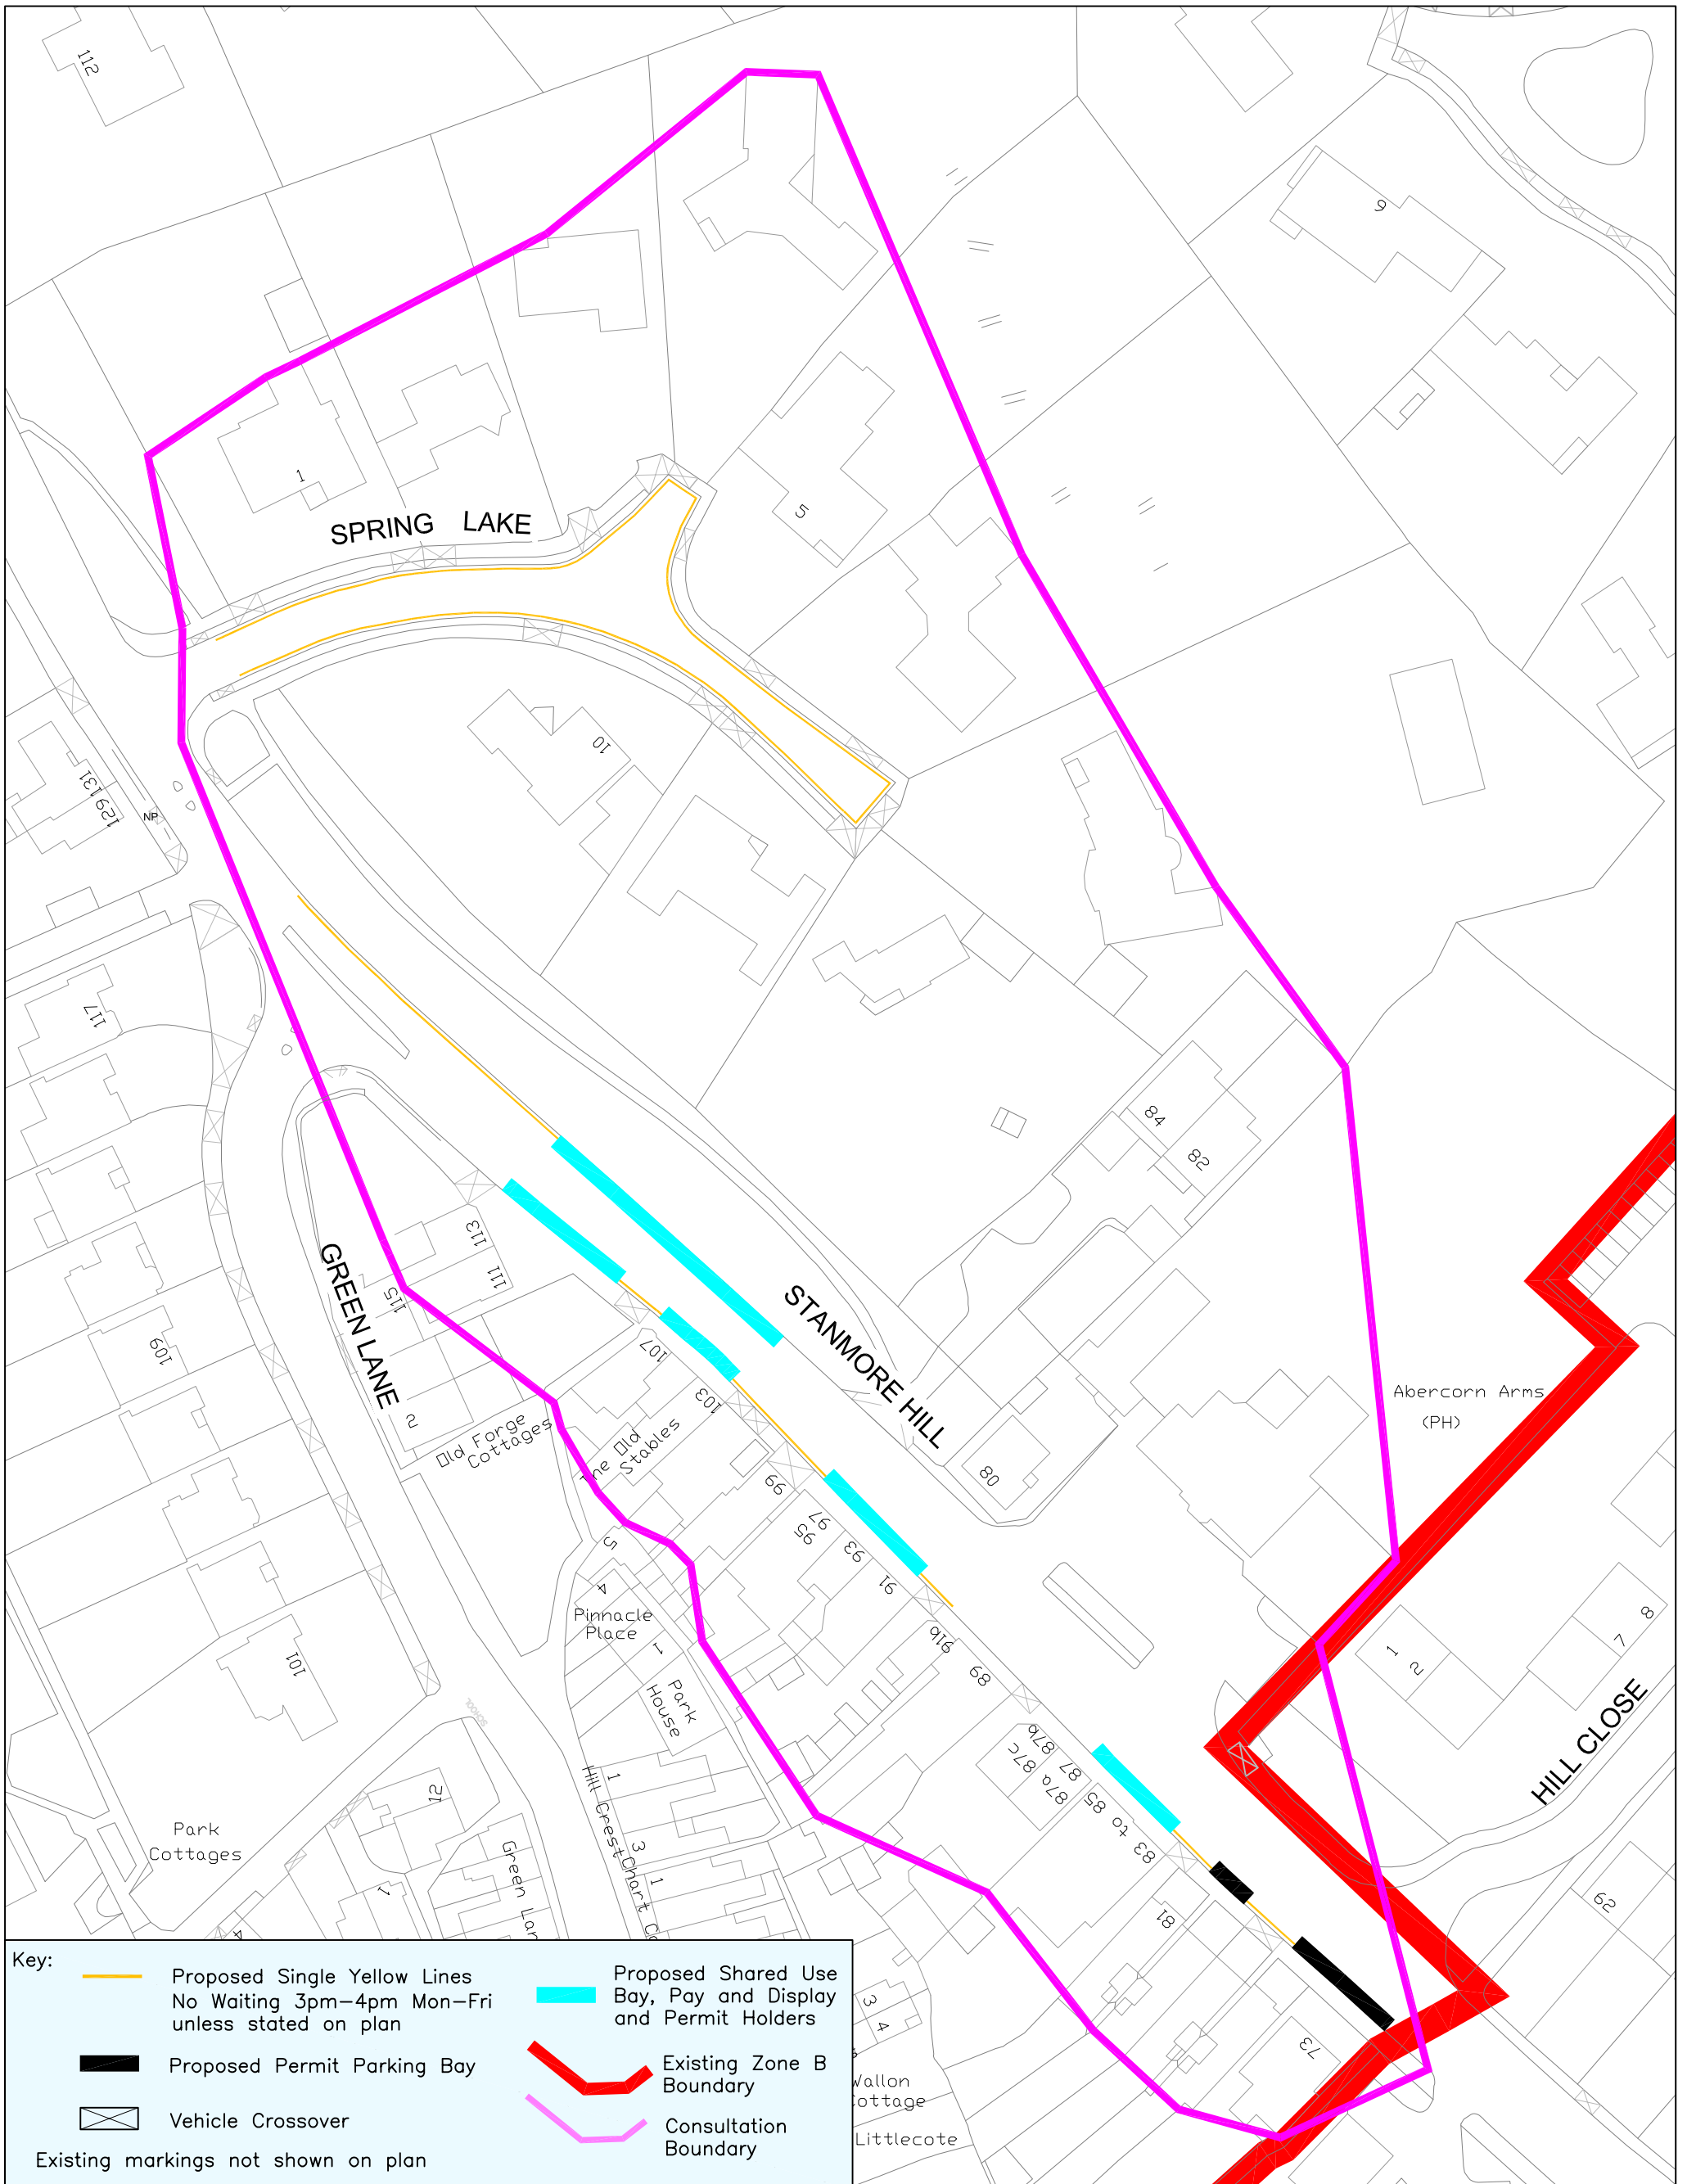 112
9
1
SPRING LAKE
5
10
131
129
NP
117
84
82
113
111
115
GREEN LANE
109
107
103
STANMORE HILL
Abercorn Arms
(PH)
2
Old Forge
Cottages
The Old
Stables
99
97
95
93
91
80
5
4
Pinnacle
Place
1
Park
House
91b
89
101
1
2
7
8
HILL CLOSE
87b
87
87c
87a
83 to 85
12
Hill Crest
1
3
1
Park
Cottages
Green Lan
1
4
81
29
73
3
4
Wallon
ottage
Littlecote
Key:
Proposed Single Yellow Lines
No Waiting 3pm-4pm Mon-Fri
unless stated on plan
Proposed Permit Parking Bay
Vehicle Crossover
Existing markings not shown on plan
Proposed Shared Use
Bay, Pay and Display
and Permit Holders
Existing Zone B
Boundary
Consultation
Boundary